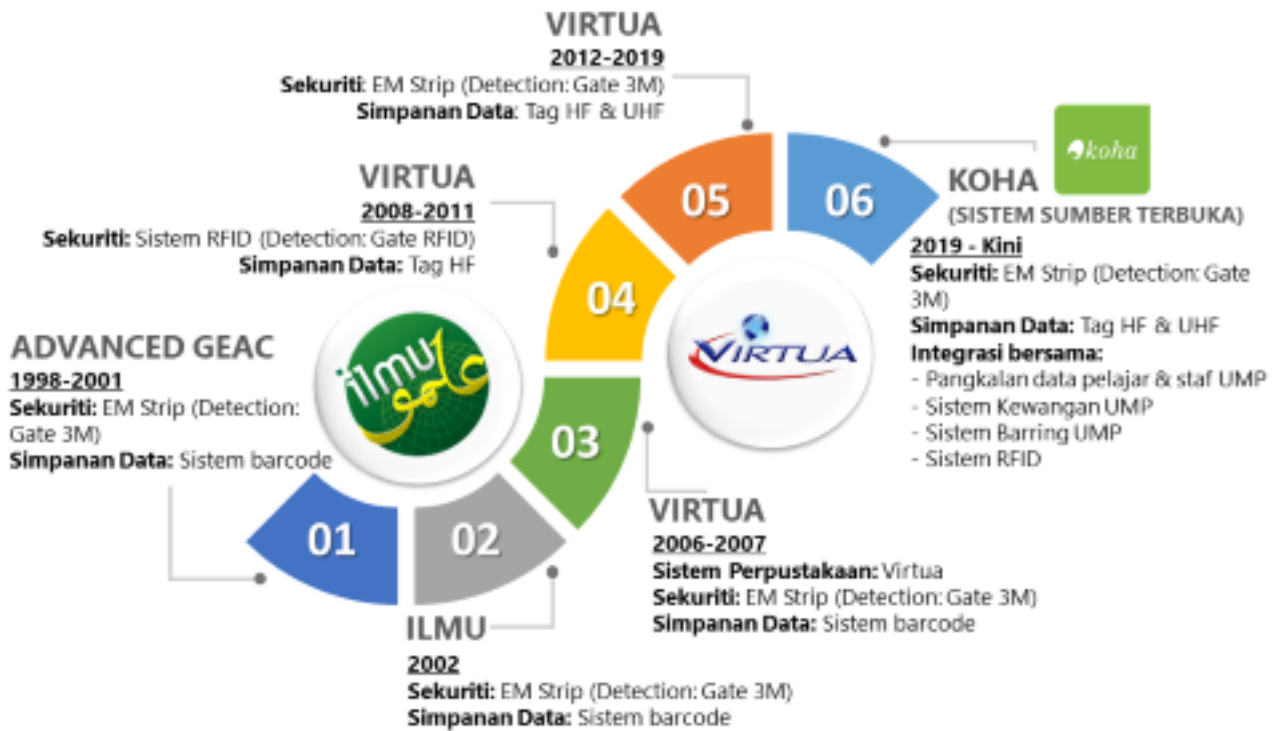 ADVANCED GEAC
1998-2001
Sekuriti: EM Strip (Detection:
Gate 3M)
Simpanan Data: Sistem barcode
01
ILMU
2002
Sekuriti: EM Strip (Detection: Gate 3M)
Simpanan Data: Sistem barcode
02
VIRTUA
2006-2007
Sistem Perpustakaan: Virtua
Sekuriti: EM Strip (Detection: Gate 3M)
Simpanan Data: Sistem barcode
03
VIRTUA
2008-2011
Sekuriti: Sistem RFID (Detection: Gate RFID)
Simpanan Data: Tag HF
04
VIRTUA
2012-2019
Sekuriti: EM Strip (Detection: Gate 3M)
Simpanan Data: Tag HF & UHF
05
06
koha
KOHA
(SISTEM SUMBER TERBUKA)
2019 - Kini
Sekuriti: EM Strip (Detection: Gate
3M)
Simpanan Data: Tag HF & UHF
Integrasi bersama:
- Pangkalan data pelajar & staf UMP
- Sistem Kewangan UMP
- Sistem Barring UMP
- Sistem RFID
ilmu
علمو
VIRTUA